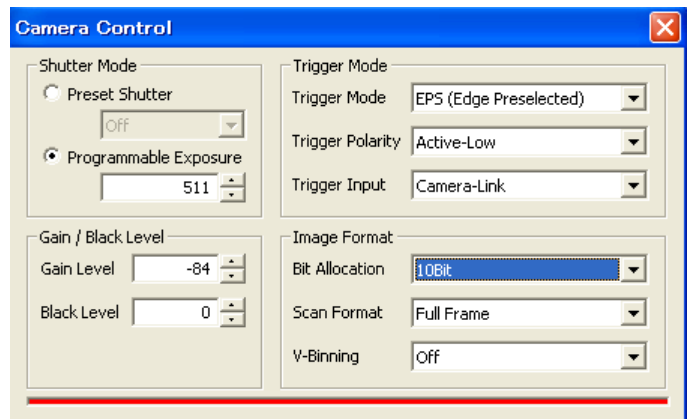 Camera Control
Shutter Mode
Preset Shutter
Off
Programmable Exposure
511
Trigger Mode
Trigger Mode EPS (Edge Preselected)
Trigger Polarity Active-Low
Trigger Input Camera-Link
Gain / Black Level
Gain Level -84
Black Level 0
Image Format
Bit Allocation 10Bit
Scan Format Full Frame
V-Binning Off